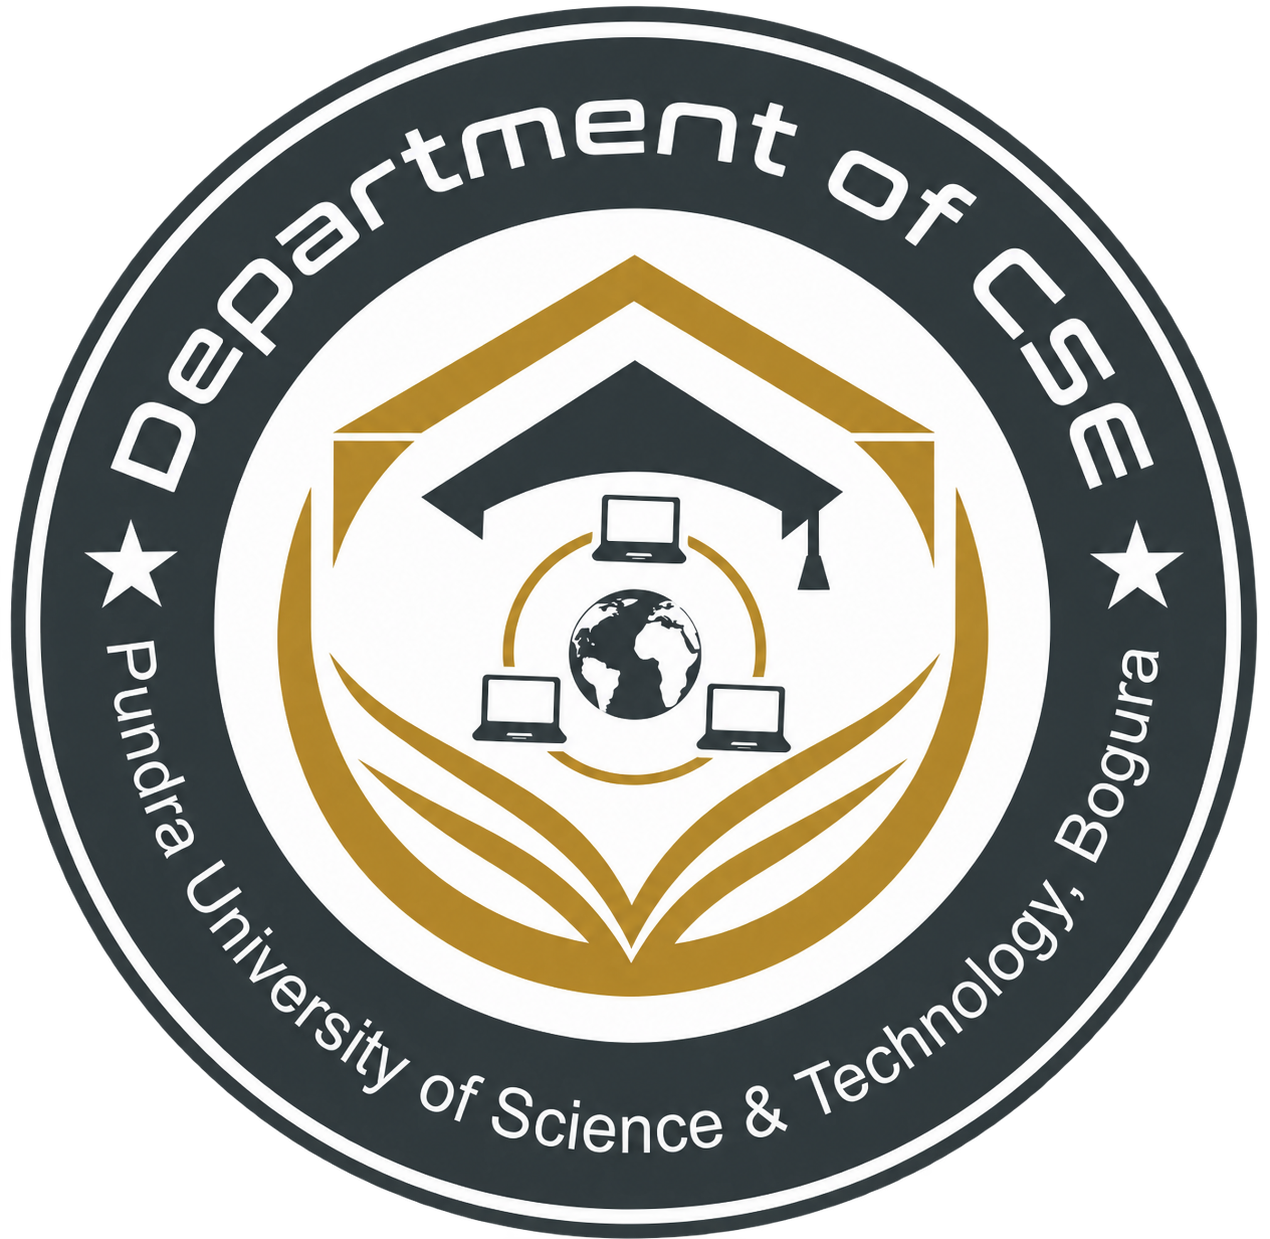 Department of CSE
Pundra University of Science & Technology, Bogura